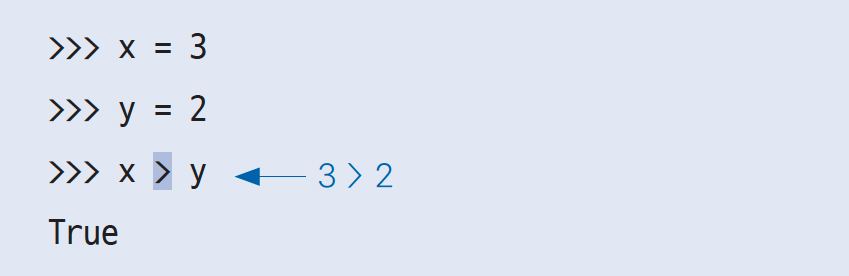 >>> x = 3
>>> y = 2
>>> x > y 3 > 2
True